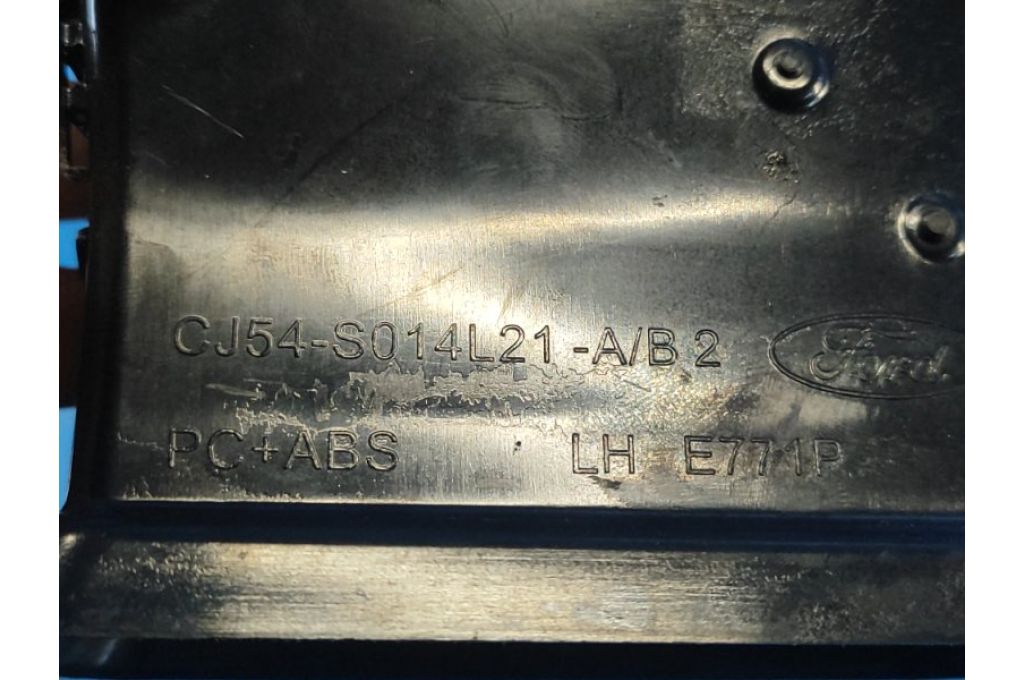 CJ54-S014L21-A/B 2 Ford
PC+ABS LH E771P